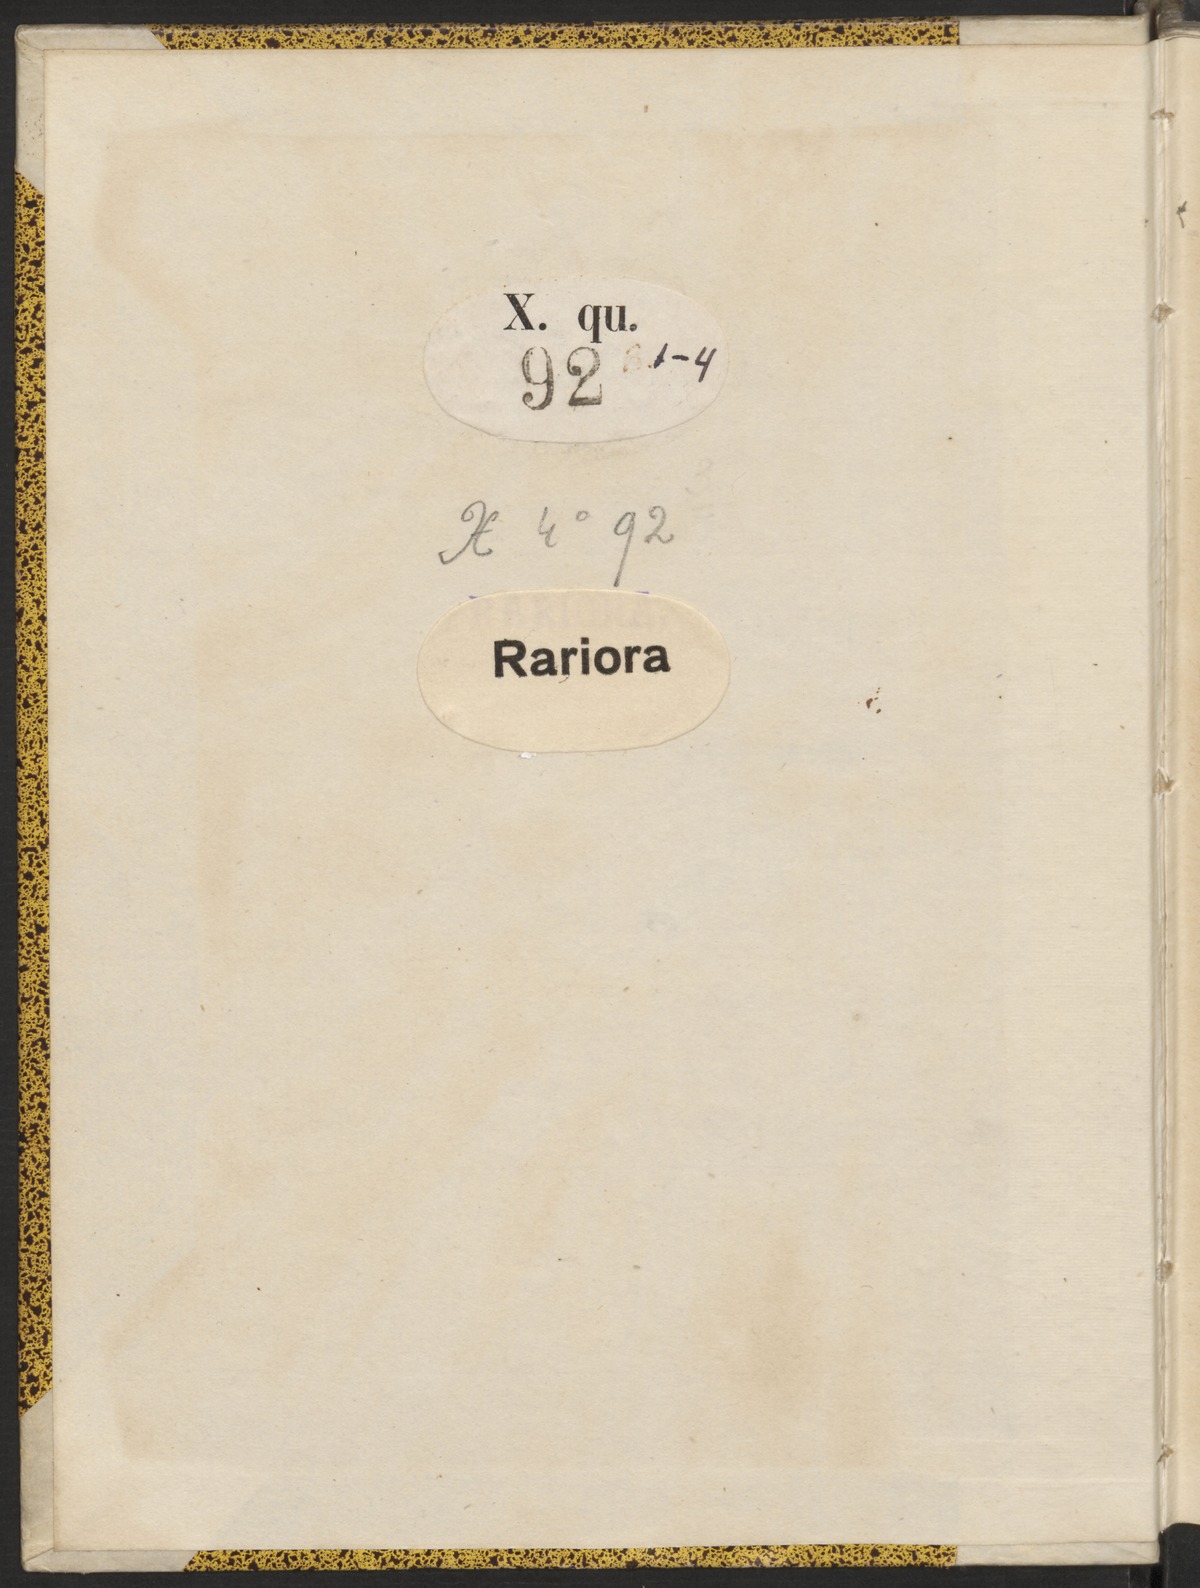 X. qu.
92 1-4
X 4° 92
Rariora